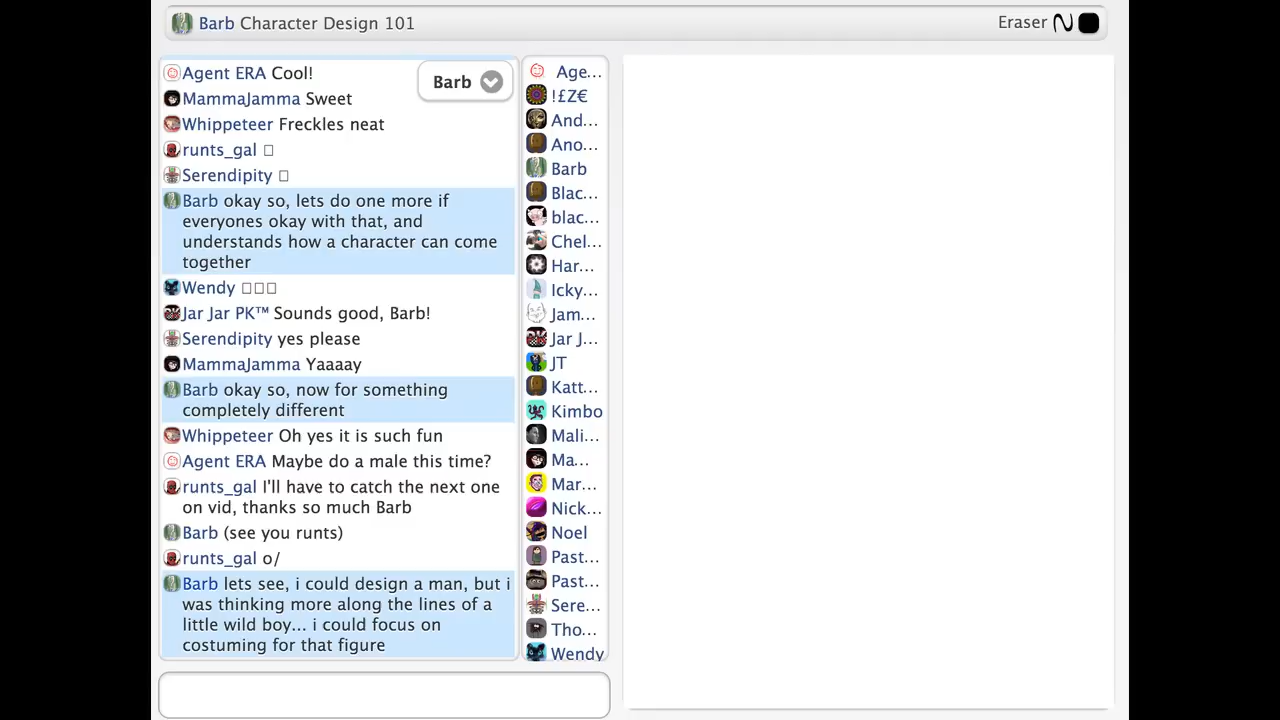 Barb Character Design 101
Eraser
Agent ERA Cool!
Barb
MammaJamma Sweet
Whippeteer Freckles neat
runts_gal
Serendipity
Barb okay so, lets do one more if
everyones okay with that, and
understands how a character can come
together
Wendy
Jar Jar PK™ Sounds good, Barb!
Serendipity yes please
MammaJamma Yaaaay
Barb okay so, now for something
completely different
Whippeteer Oh yes it is such fun
Agent ERA Maybe do a male this time?
runts_gal I'll have to catch the next one
on vid, thanks so much Barb
Barb (see you runts)
runts_gal o/
Barb lets see, i could design a man, but i
was thinking more along the lines of a
little wild boy... i could focus on
costuming for that figure
Age...
!£Z€
And...
Ano...
Barb
Blac...
blac...
Chel...
Har...
Icky...
Jam...
Jar J...
JT
Katt...
Kimbo
Mali...
Ma...
Mar...
Nick...
Noel
Past...
Past...
Sere...
Tho...
Wendy